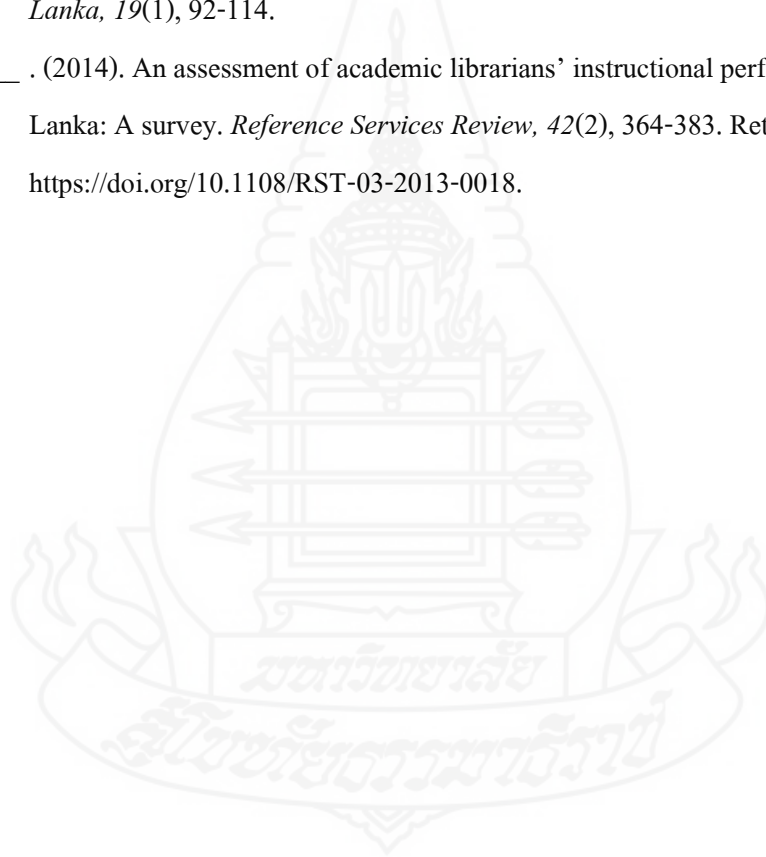 Lanka, 19(1), 92-114.
_ . (2014). An assessment of academic librarians’ instructional perf
Lanka: A survey. Reference Services Review, 42(2), 364-383. Ret
https://doi.org/10.1108/RST-03-2013-0018.
มหาวิทยาลัย
สุโขทัยธรรมาธิราช